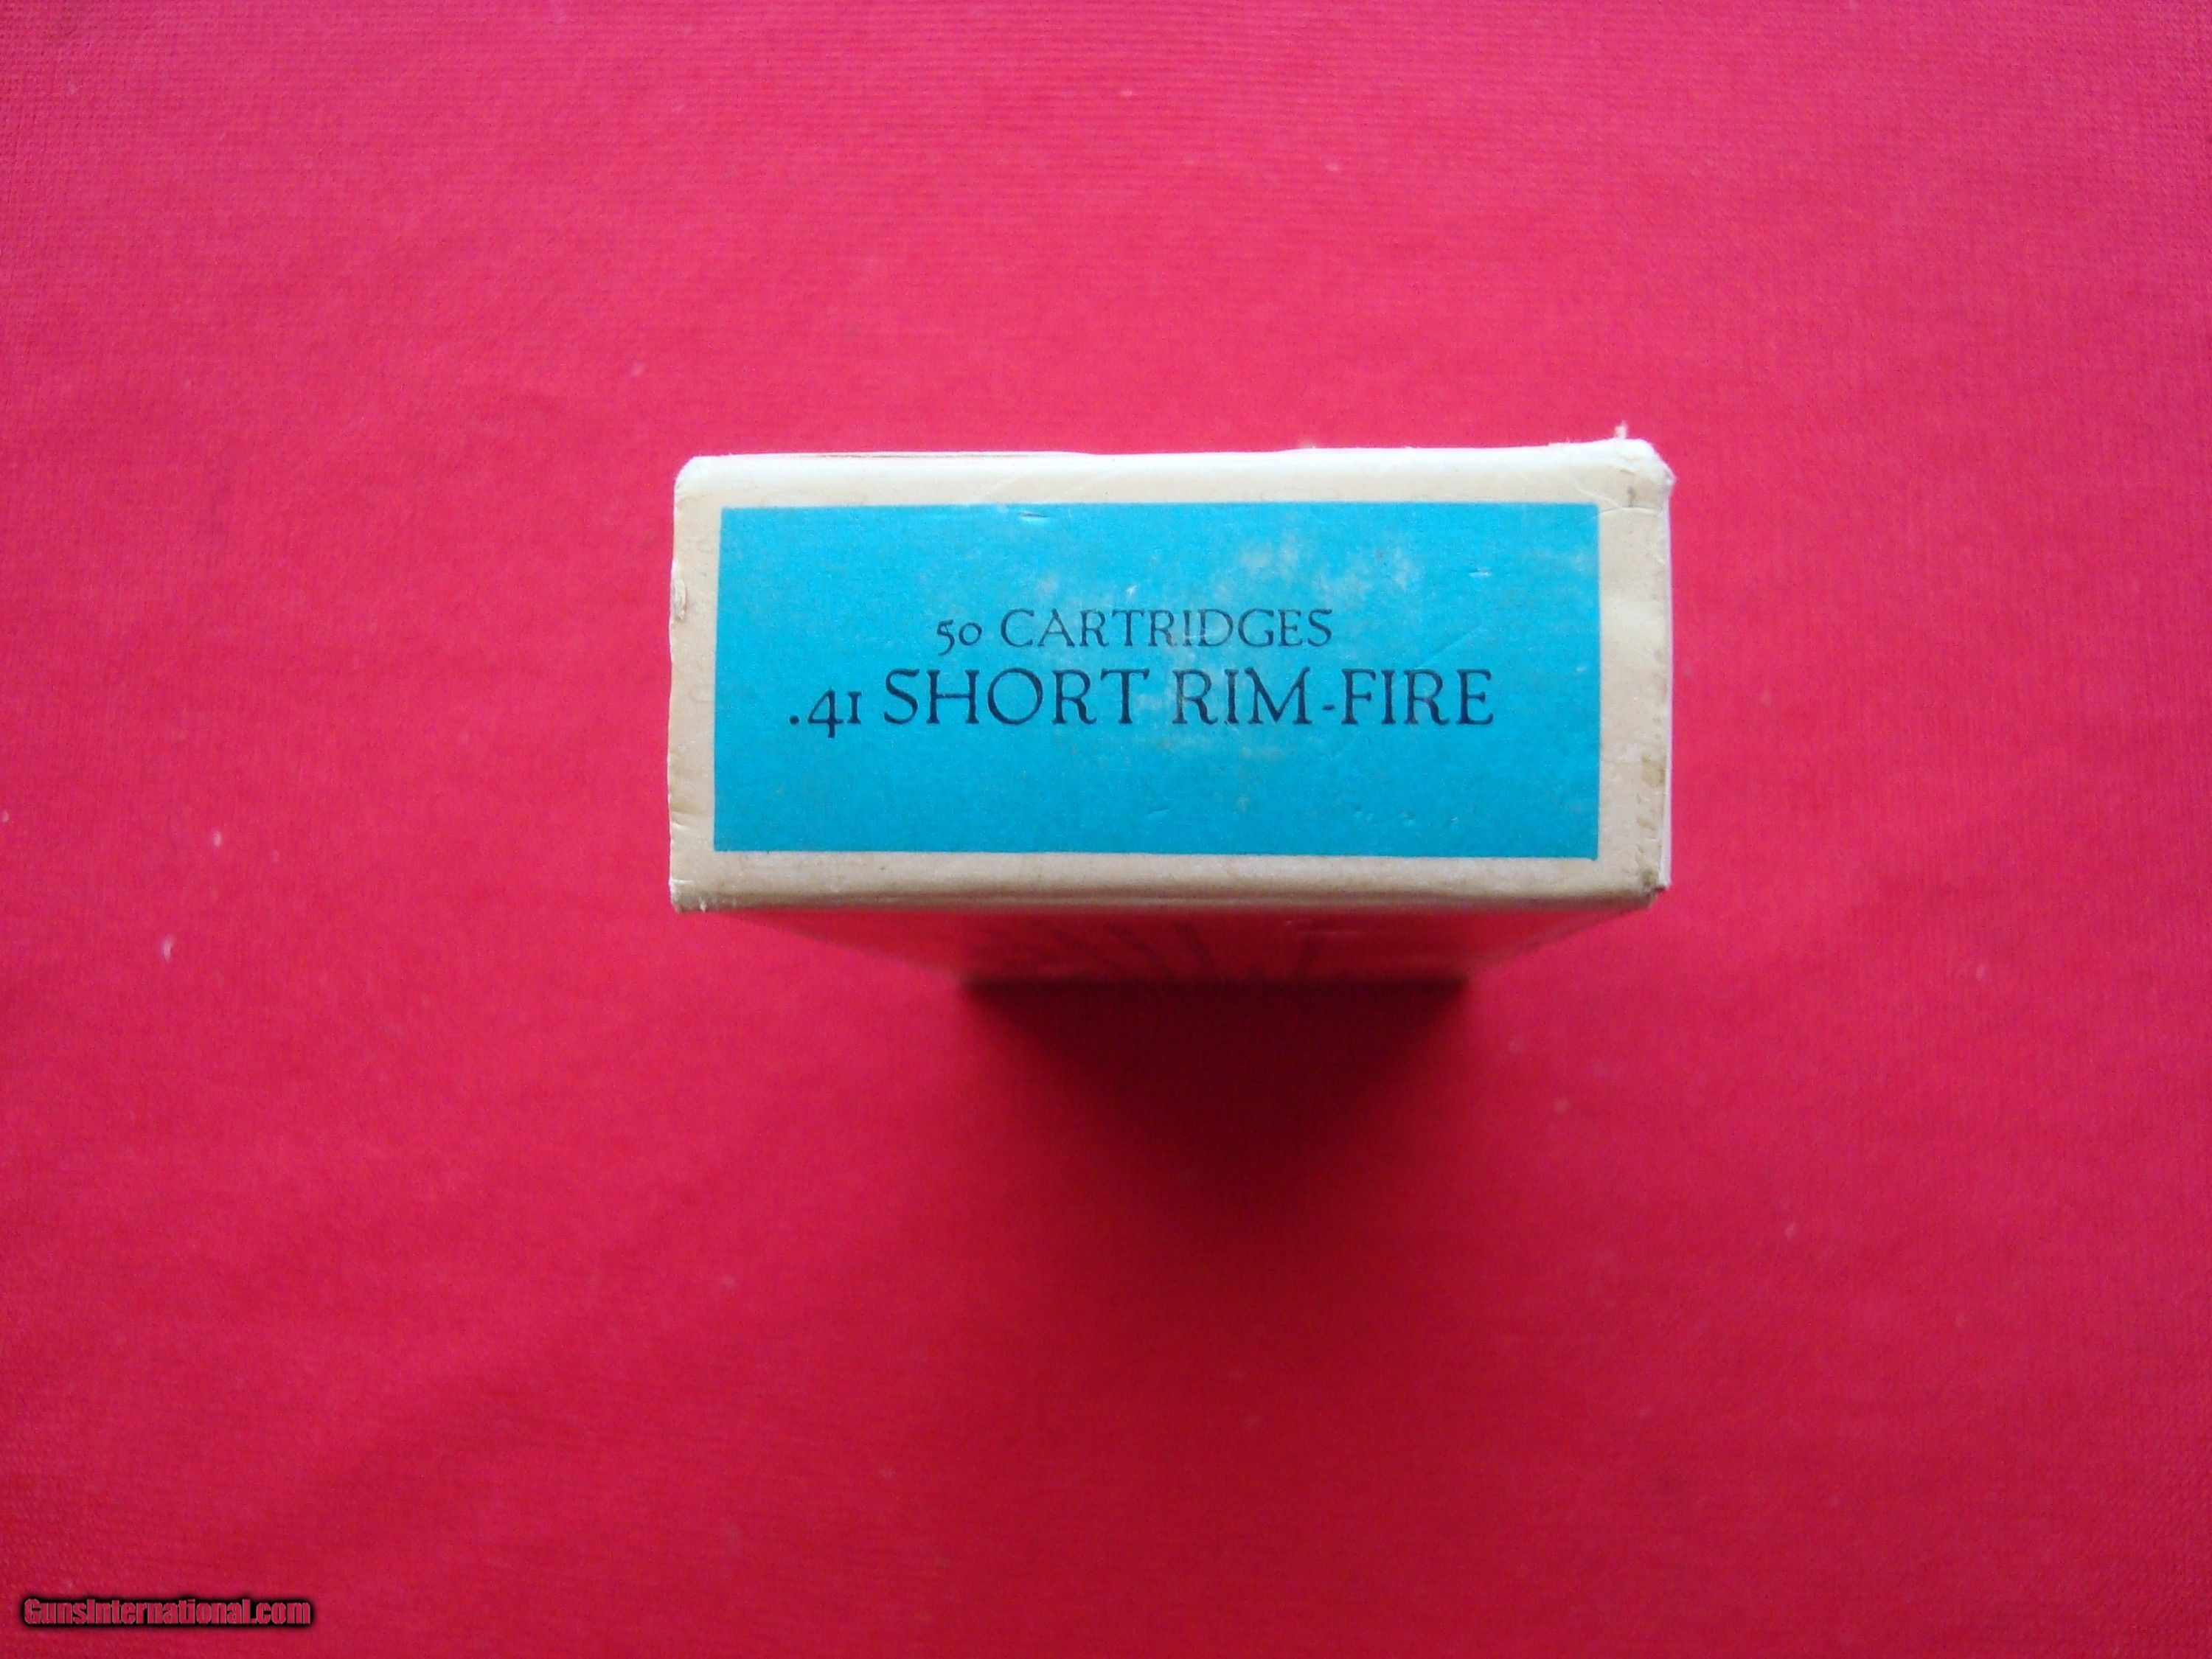 50 CARTRIDGES
.41 SHORT RIM-FIRE
GunsInternational.com